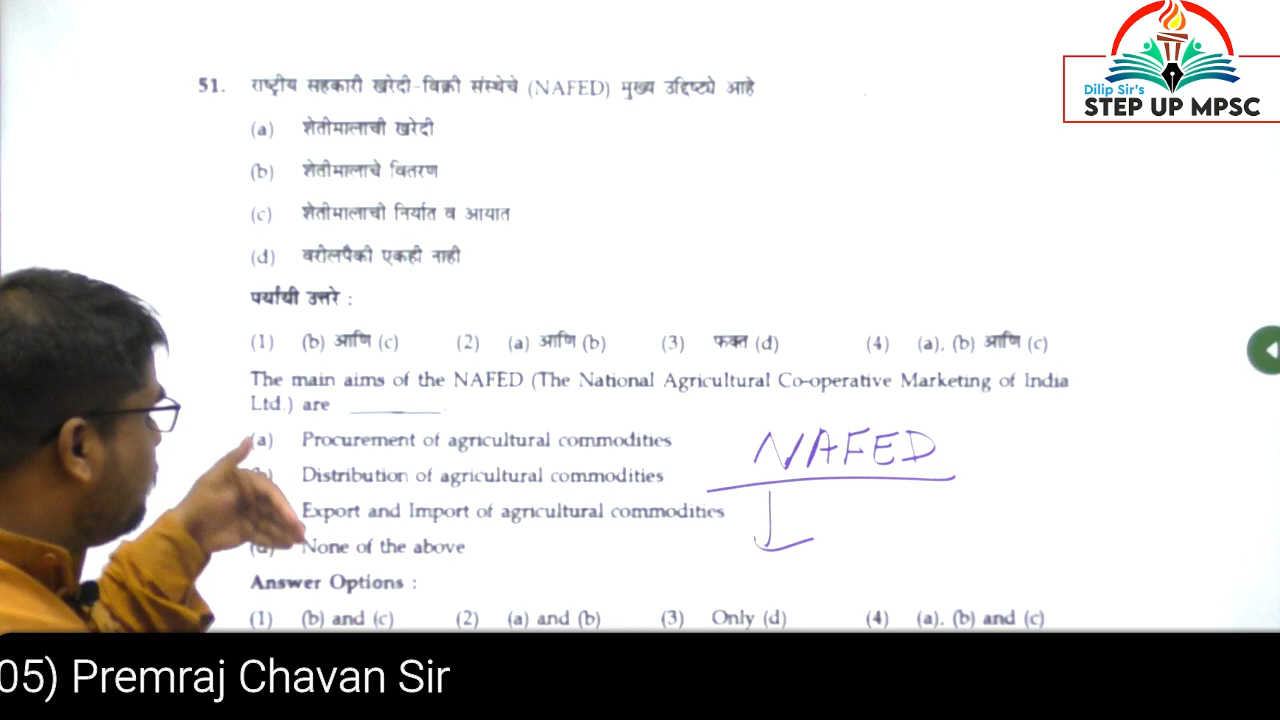 Dilip Sir's
STEP UP MPSC
51. राष्ट्रीय सहकारी खरेदी-विक्री संस्थेचे (NAFED) मुख्य उद्दिष्ट्ये आहे
(a) शेतीमालाची खरेदी
(b) शेतीमालाचे वितरण
(c) शेतीमालाची निर्यात व आयात
(d) वरीलपैकी एकही नाही
पर्यायी उत्तरे :
(1) (b) आणि (c) (2) (a) आणि (b) (3) फक्त (d) (4) (a), (b) आणि (c)
The main aims of the NAFED (The National Agricultural Co-operative Marketing of India
Ltd.) are ________.
(a) Procurement of agricultural commodities
NAFED
(b) Distribution of agricultural commodities
Export and Import of agricultural commodities
(d) None of the above
Answer Options :
(1) (b) and (c) (2) (a) and (b) (3) Only (d) (4) (a), (b) and (c)
05) Premraj Chavan Sir